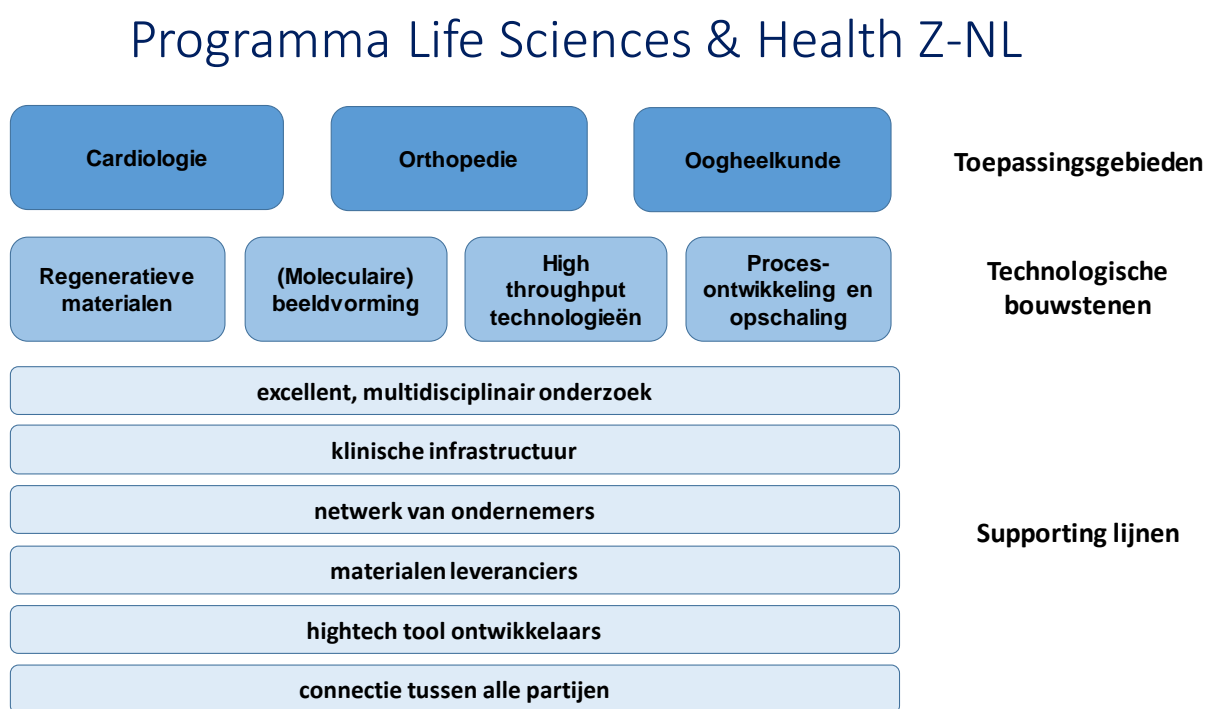 Programma Life Sciences & Health Z-NL
Cardiologie
Orthopedie
Oogheelkunde
Toepassingsgebieden
Regeneratieve
materialen
(Moleculaire)
beeldvorming
High
throughput
technologieën
Proces-
ontwikkeling en
opschaling
Technologische
bouwstenen
excellent, multidisciplinair onderzoek
klinische infrastructuur
netwerk van ondernemers
materialen leveranciers
hightech tool ontwikkelaars
connectie tussen alle partijen
Supporting lijnen